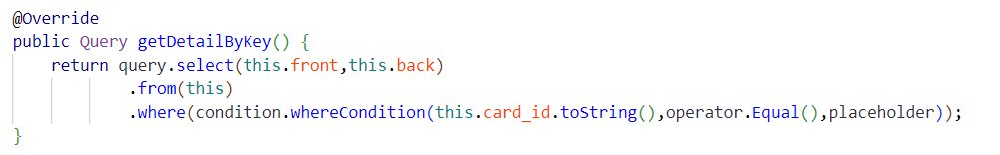 @Override
public Query getDetailByKey() {
return query.select(this.front,this.back)
.from(this)
.where(condition.whereCondition(this.card_id.toString(),operator.Equal(),placeholder));
}